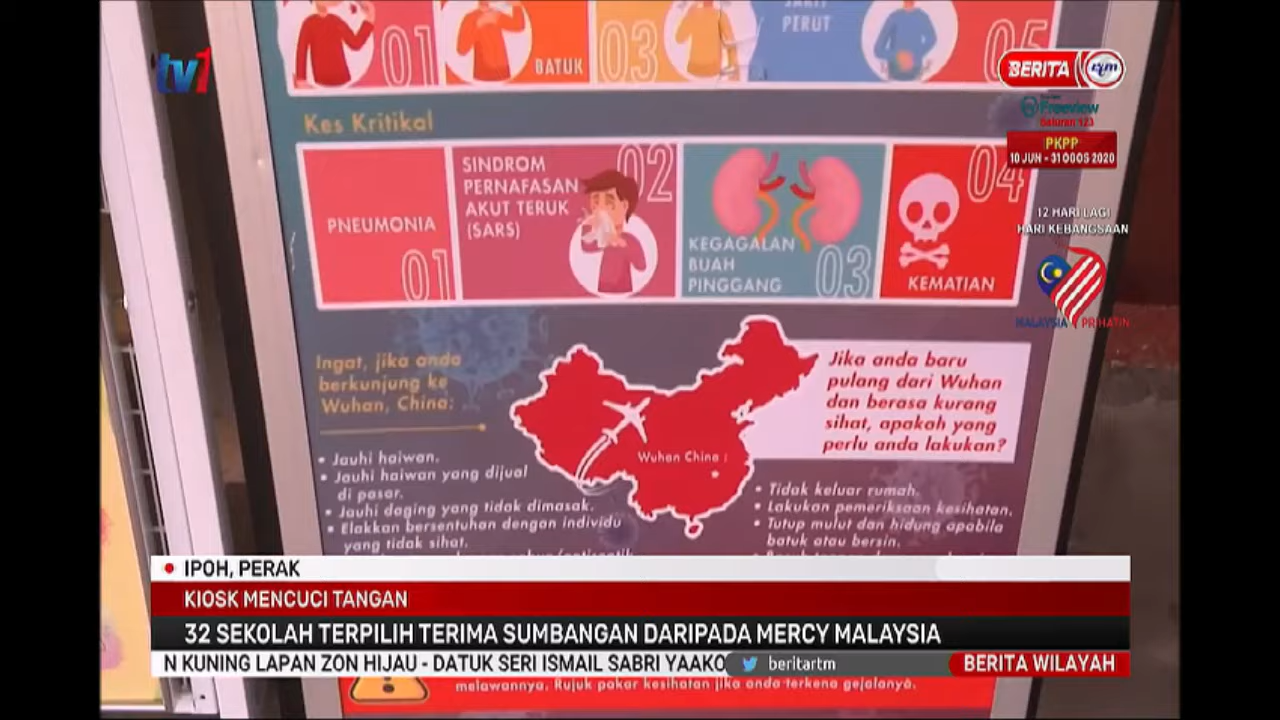 tv1
BERITA rtm
Freeview
Saluran 123
PKPP
10 JUN - 31 OGOS 2020
12 HARI LAGI
HARI KEBANGSAAN
MALAYSIA PRIHATIN
01
BATUK
03
PERUT
05
Kes Kritikal
PNEUMONIA
01
SINDROM
PERNAFASAN
AKUT TERUK
(SARS)
02
KEGAGALAN
BUAH
PINGGANG
03
04
KEMATIAN
Ingat, jika anda
berkunjung ke
Wuhan, China:
• Jauhi haiwan.
• Jauhi haiwan yang dijual
di pasar.
• Jauhi daging yang tidak dimasak.
• Elakkan bersentuhan dengan individu
yang tidak sihat.
Wuhan China :
Jika anda baru
pulang dari Wuhan
dan berasa kurang
sihat, apakah yang
perlu anda lakukan?
• Tidak keluar rumah.
• Lakukan pemeriksaan kesihatan.
• Tutup mulut dan hidung apabila
batuk atau bersin.
IPOH, PERAK
KIOSK MENCUCI TANGAN
32 SEKOLAH TERPILIH TERIMA SUMBANGAN DARIPADA MERCY MALAYSIA
N KUNING LAPAN ZON HIJAU - DATUK SERI ISMAIL SABRI YAAKO
beritartm
BERITA WILAYAH
melawannya. Rujuk pakar kesihatan jika anda terkena gejalanya.